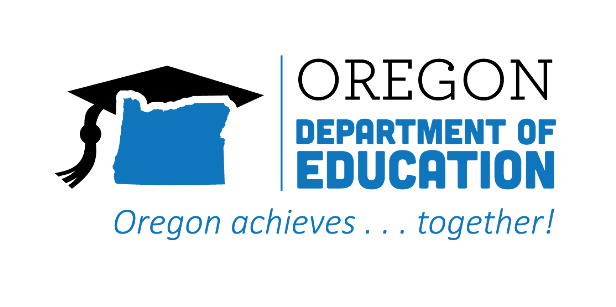 OREGON
DEPARTMENT OF
EDUCATION
Oregon achieves . . . together!